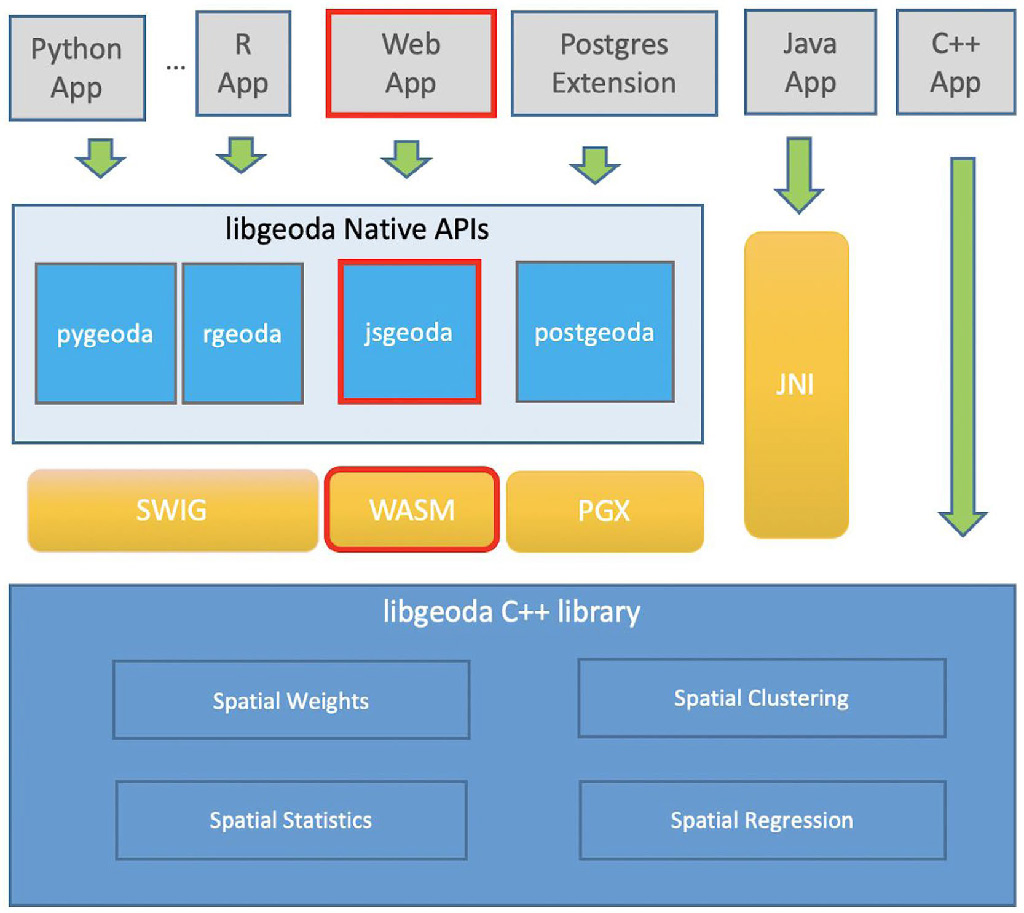 Python
App
...
R
App
Web
App
Postgres
Extension
Java
App
C++
App
libgeoda Native APIs
pygeoda
rgeoda
jsgeoda
postgeoda
JNI
SWIG
WASM
PGX
libgeoda C++ library
Spatial Weights
Spatial Clustering
Spatial Statistics
Spatial Regression